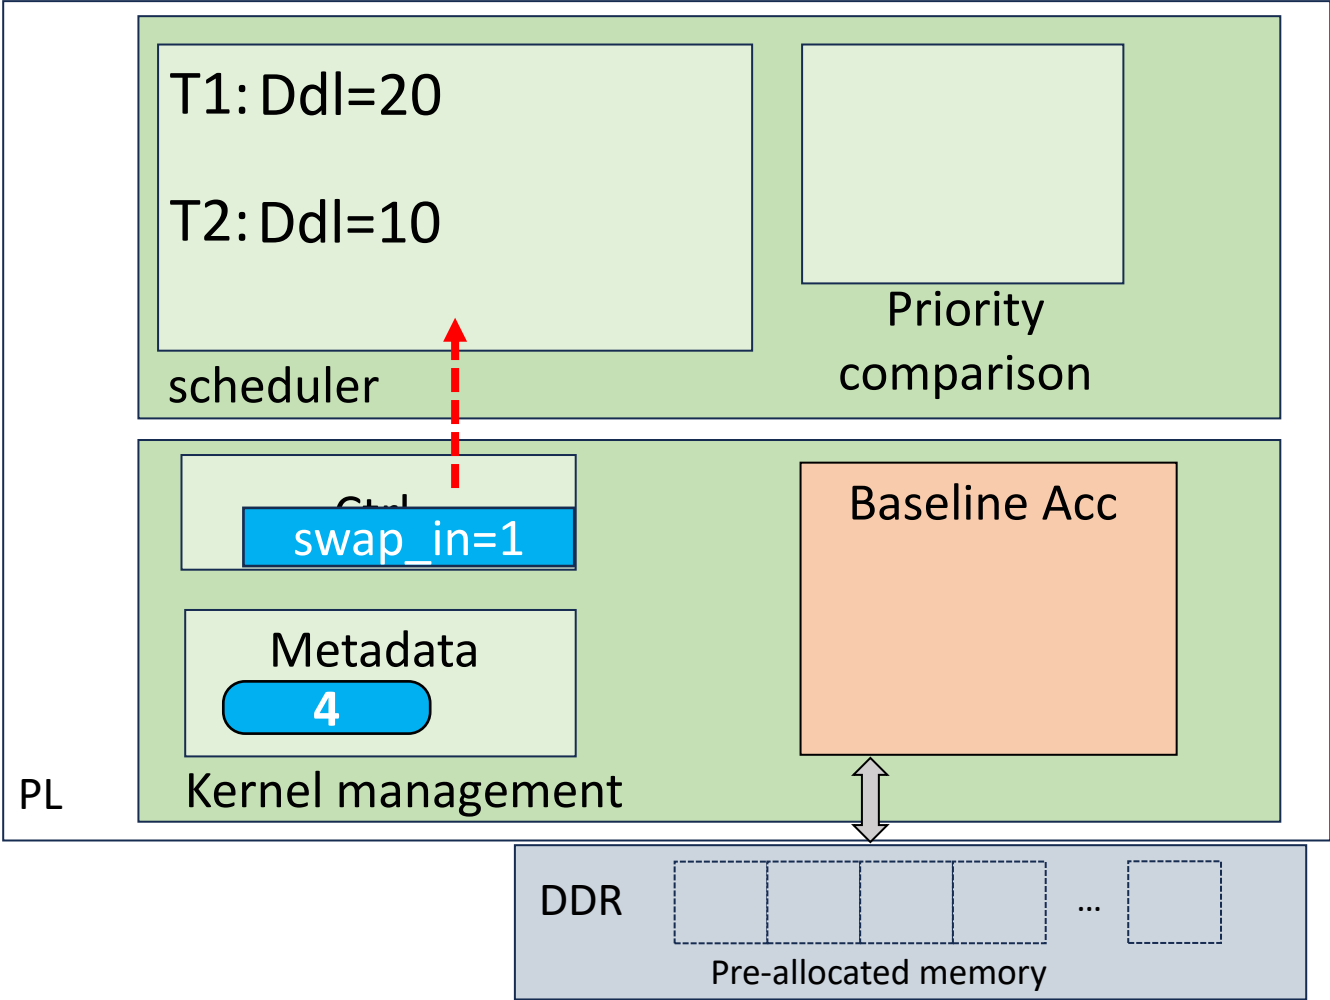 T1: Ddl=20
T2: Ddl=10
scheduler
Priority
comparison
swap_in=1
Baseline Acc
Metadata
4
Kernel management
PL
DDR
...
Pre-allocated memory